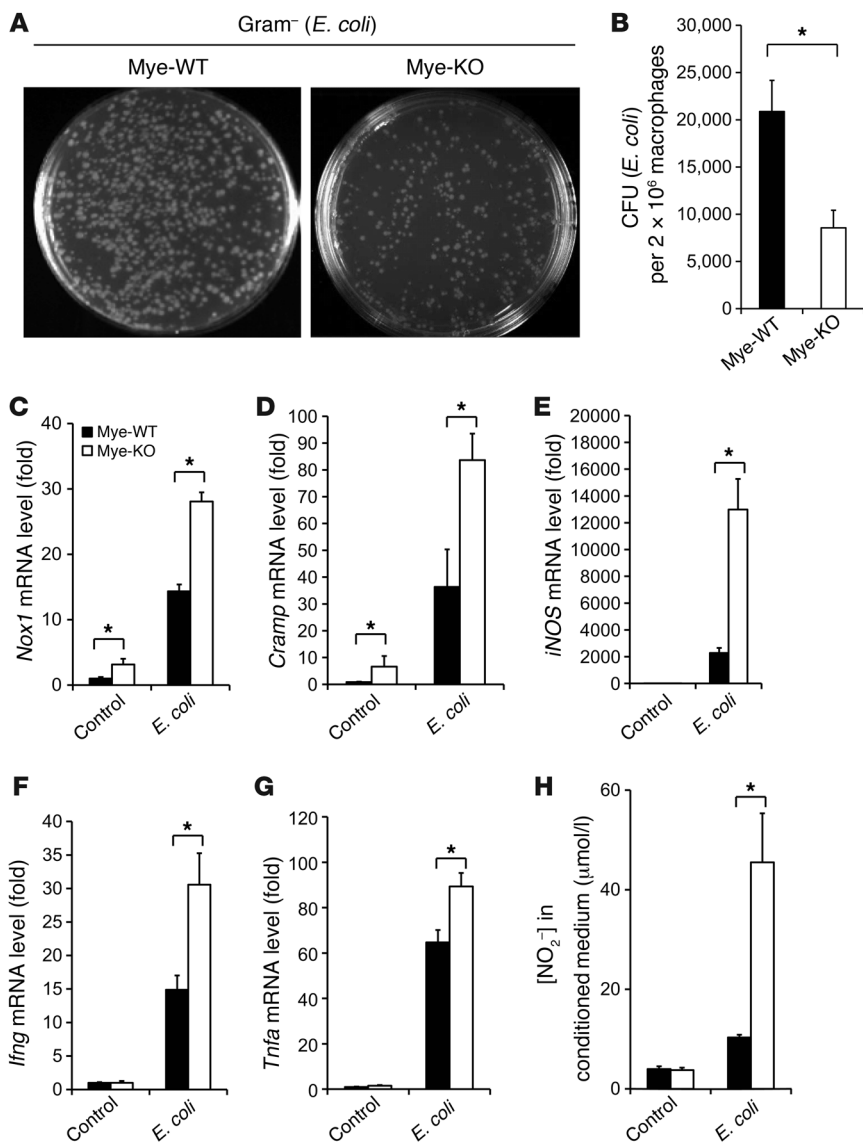 A
Gram⁻ (E. coli)
Mye-WT
Mye-KO
B
CFU (E. coli)
per 2 × 10⁶ macrophages
30,000
25,000
20,000
15,000
10,000
5,000
0
*
Mye-WT
Mye-KO
C
Nox1 mRNA level (fold)
40
30
20
10
0
Mye-WT
Mye-KO
*
*
Control
E. coli
D
Cramp mRNA level (fold)
100
90
80
70
60
50
40
30
20
10
0
*
*
Control
E. coli
E
iNOS mRNA level (fold)
20000
18000
16000
14000
12000
10000
8000
6000
4000
2000
0
*
Control
E. coli
F
Ifng mRNA level (fold)
40
35
30
25
20
15
10
5
0
*
Control
E. coli
G
Tnfa mRNA level (fold)
120
100
80
60
40
20
0
*
Control
E. coli
H
[NO₂⁻] in
conditioned medium (μmol/l)
60
40
20
0
*
Control
E. coli